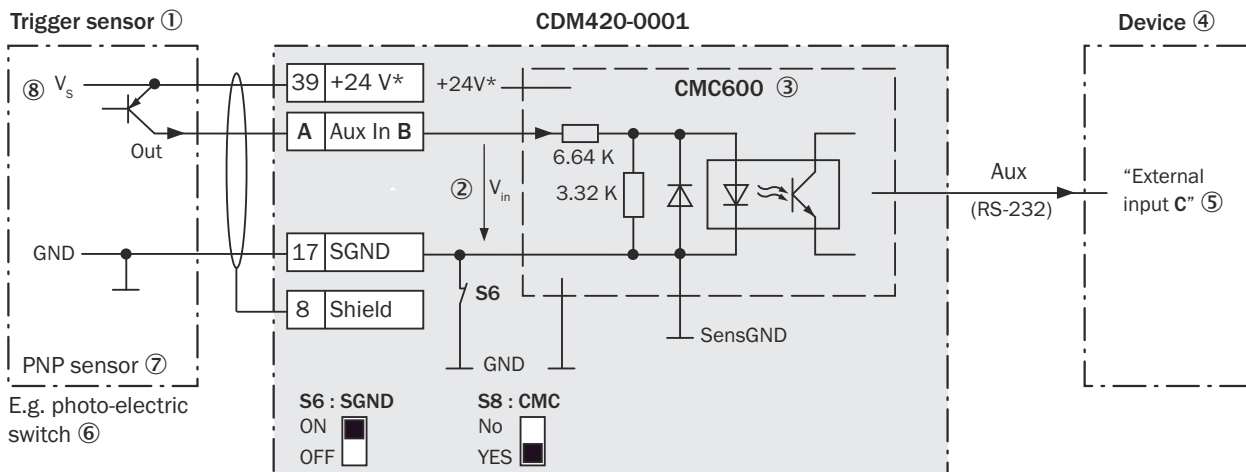 Trigger sensor ①
CDM420-0001
Device ④
⑧ Vs
39 +24 V*
+24V*
CMC600 ③
A Aux In B
Out
6.64 K
② Vin
3.32 K
Aux
(RS-232)
“External
input C” ⑤
GND
17 SGND
S6
8 Shield
SensGND
GND
PNP sensor ⑦
E.g. photo-electric
switch ⑥
S6 : SGND
ON
OFF
S8 : CMC
No
YES